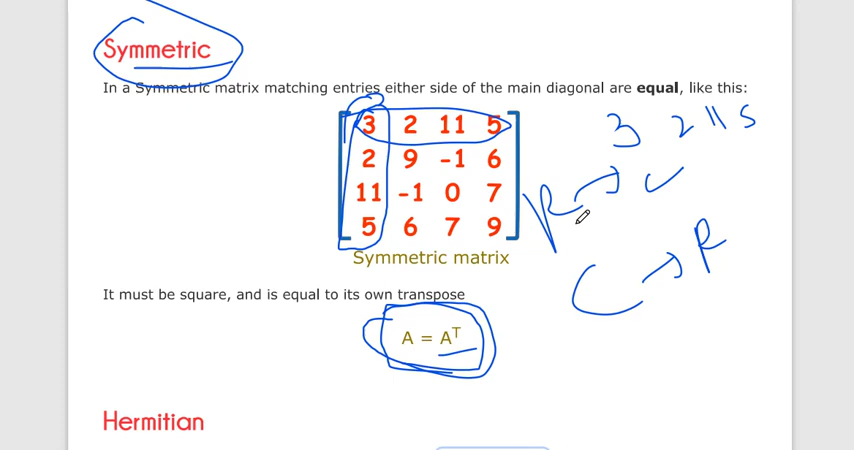 Symmetric
In a Symmetric matrix matching entries either side of the main diagonal are equal, like this:
3 2 11 5
2 9 -1 6
11 -1 0 7
5 6 7 9
3 2 11 5
R → C
C → R
Symmetric matrix
It must be square, and is equal to its own transpose
A = Aᵀ
Hermitian